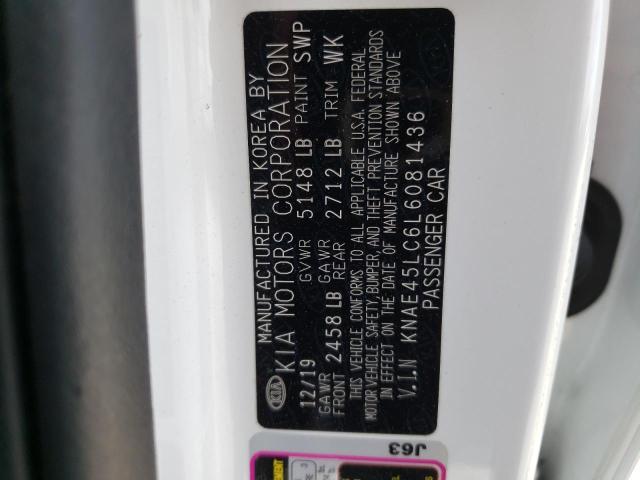 MANUFACTURED IN KOREA BY
KIA KIA MOTORS CORPORATION
12/19 GVWR 5148 LB PAINT SWP
GAWR FRONT 2458 LB GAWR REAR 2712 LB TRIM WK
THIS VEHICLE CONFORMS TO ALL APPLICABLE U.S.A. FEDERAL
MOTOR VEHICLE SAFETY, BUMPER, AND THEFT PREVENTION STANDARDS
IN EFFECT ON THE DATE OF MANUFACTURE SHOWN ABOVE
V.I.N KNAE45LC6L6081436
PASSENGER CAR
J63